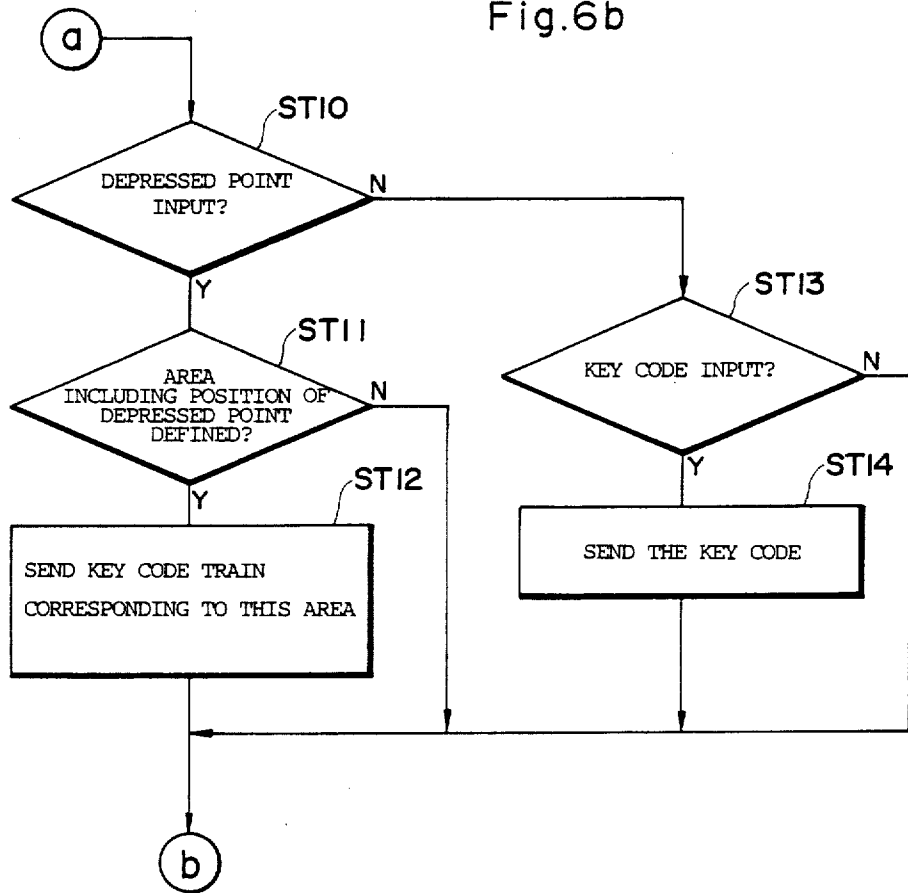 Fig.6b
a
ST10
DEPRESSED POINT
INPUT?
N
Y
ST11
AREA
INCLUDING POSITION OF
DEPRESSED POINT
DEFINED?
N
Y
ST12
SEND KEY CODE TRAIN
CORRESPONDING TO THIS AREA
ST13
KEY CODE INPUT?
N
Y
ST14
SEND THE KEY CODE
b